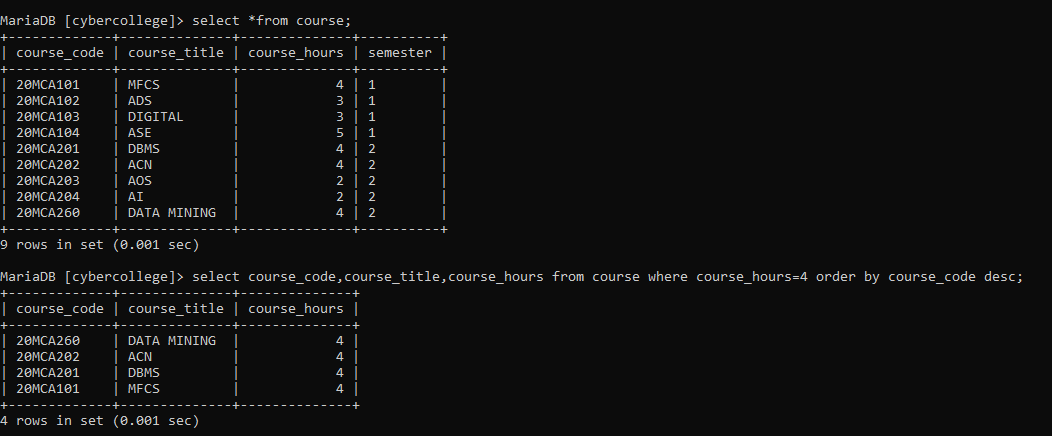 MariaDB [cybercollege]> select *from course;
+-------------+--------------+--------------+----------+
| course_code | course_title | course_hours | semester |
+-------------+--------------+--------------+----------+
| 20MCA101    | MFCS         |            4 | 1        |
| 20MCA102    | ADS          |            3 | 1        |
| 20MCA103    | DIGITAL      |            3 | 1        |
| 20MCA104    | ASE          |            5 | 1        |
| 20MCA201    | DBMS         |            4 | 2        |
| 20MCA202    | ACN          |            4 | 2        |
| 20MCA203    | AOS          |            2 | 2        |
| 20MCA204    | AI           |            2 | 2        |
| 20MCA260    | DATA MINING  |            4 | 2        |
+-------------+--------------+--------------+----------+
9 rows in set (0.001 sec)
MariaDB [cybercollege]> select course_code,course_title,course_hours from course where course_hours=4 order by course_code desc;
+-------------+--------------+--------------+
| course_code | course_title | course_hours |
+-------------+--------------+--------------+
| 20MCA260    | DATA MINING  |            4 |
| 20MCA202    | ACN          |            4 |
| 20MCA201    | DBMS         |            4 |
| 20MCA101    | MFCS         |            4 |
+-------------+--------------+--------------+
4 rows in set (0.001 sec)